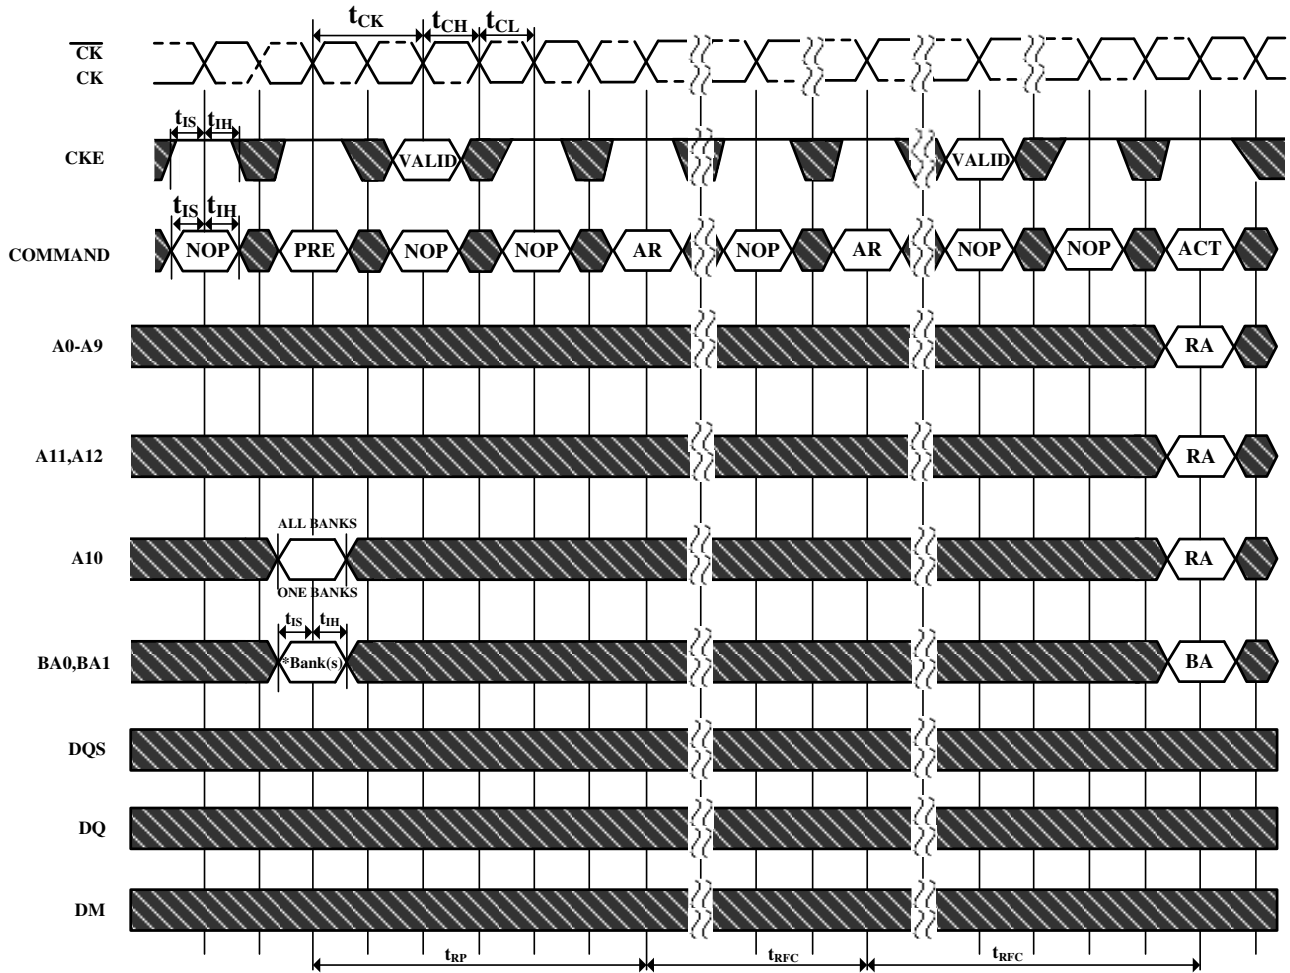 tCK tCH tCL
CK
CK
tIS tIH
CKE VALID VALID
tIS tIH
COMMAND NOP PRE NOP NOP AR NOP AR NOP NOP ACT
A0-A9 RA
A11,A12 RA
ALL BANKS
A10 RA
ONE BANKS
tIS tIH
BA0,BA1 *Bank(s) BA
DQS
DQ
DM
tRP tRFC tRFC